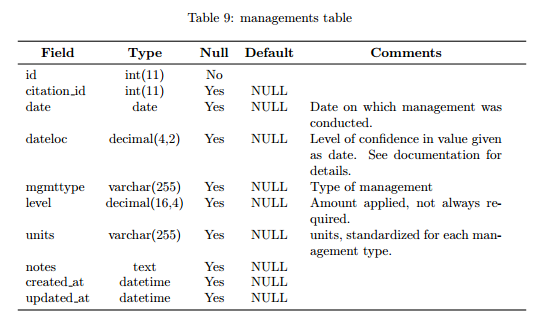 Table 9: managements table
Field Type Null Default Comments
id int(11) No
citation_id int(11) Yes NULL
date date Yes NULL Date on which management was
conducted.
dateloc decimal(4,2) Yes NULL Level of confidence in value given
as date. See documentation for
details.
mgmttype varchar(255) Yes NULL Type of management
level decimal(16,4) Yes NULL Amount applied, not always re-
quired.
units varchar(255) Yes NULL units, standardized for each man-
agement type.
notes text Yes NULL
created_at datetime Yes NULL
updated_at datetime Yes NULL